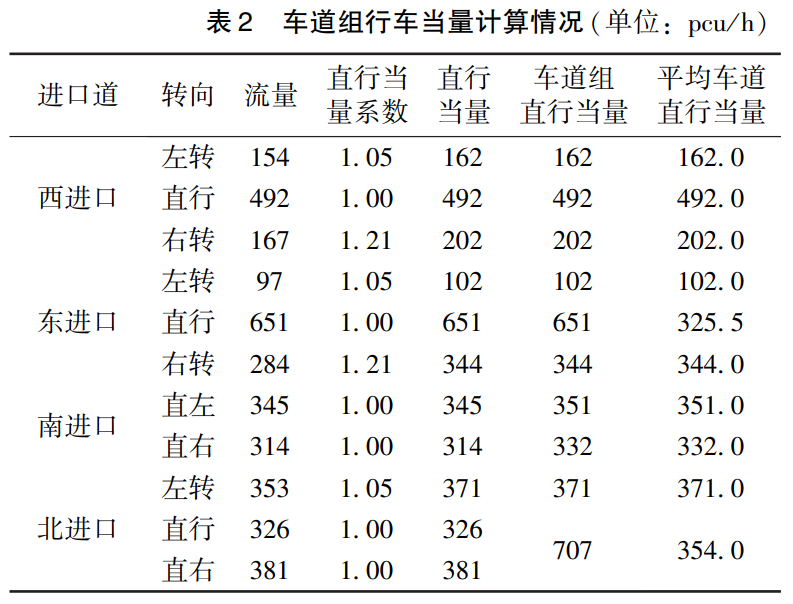 表 2 车道组行车当量计算情况(单位：pcu/h)
进口道 转向 流量 直行当量系数 直行当量 车道组直行当量 平均车道直行当量
西进口 左转 154 1.05 162 162 162.0
直行 492 1.00 492 492 492.0
右转 167 1.21 202 202 202.0
东进口 左转 97 1.05 102 102 102.0
直行 651 1.00 651 651 325.5
右转 284 1.21 344 344 344.0
南进口 直左 345 1.00 345 351 351.0
直右 314 1.00 314 332 332.0
北进口 左转 353 1.05 371 371 371.0
直行 326 1.00 326 707 354.0
直右 381 1.00 381